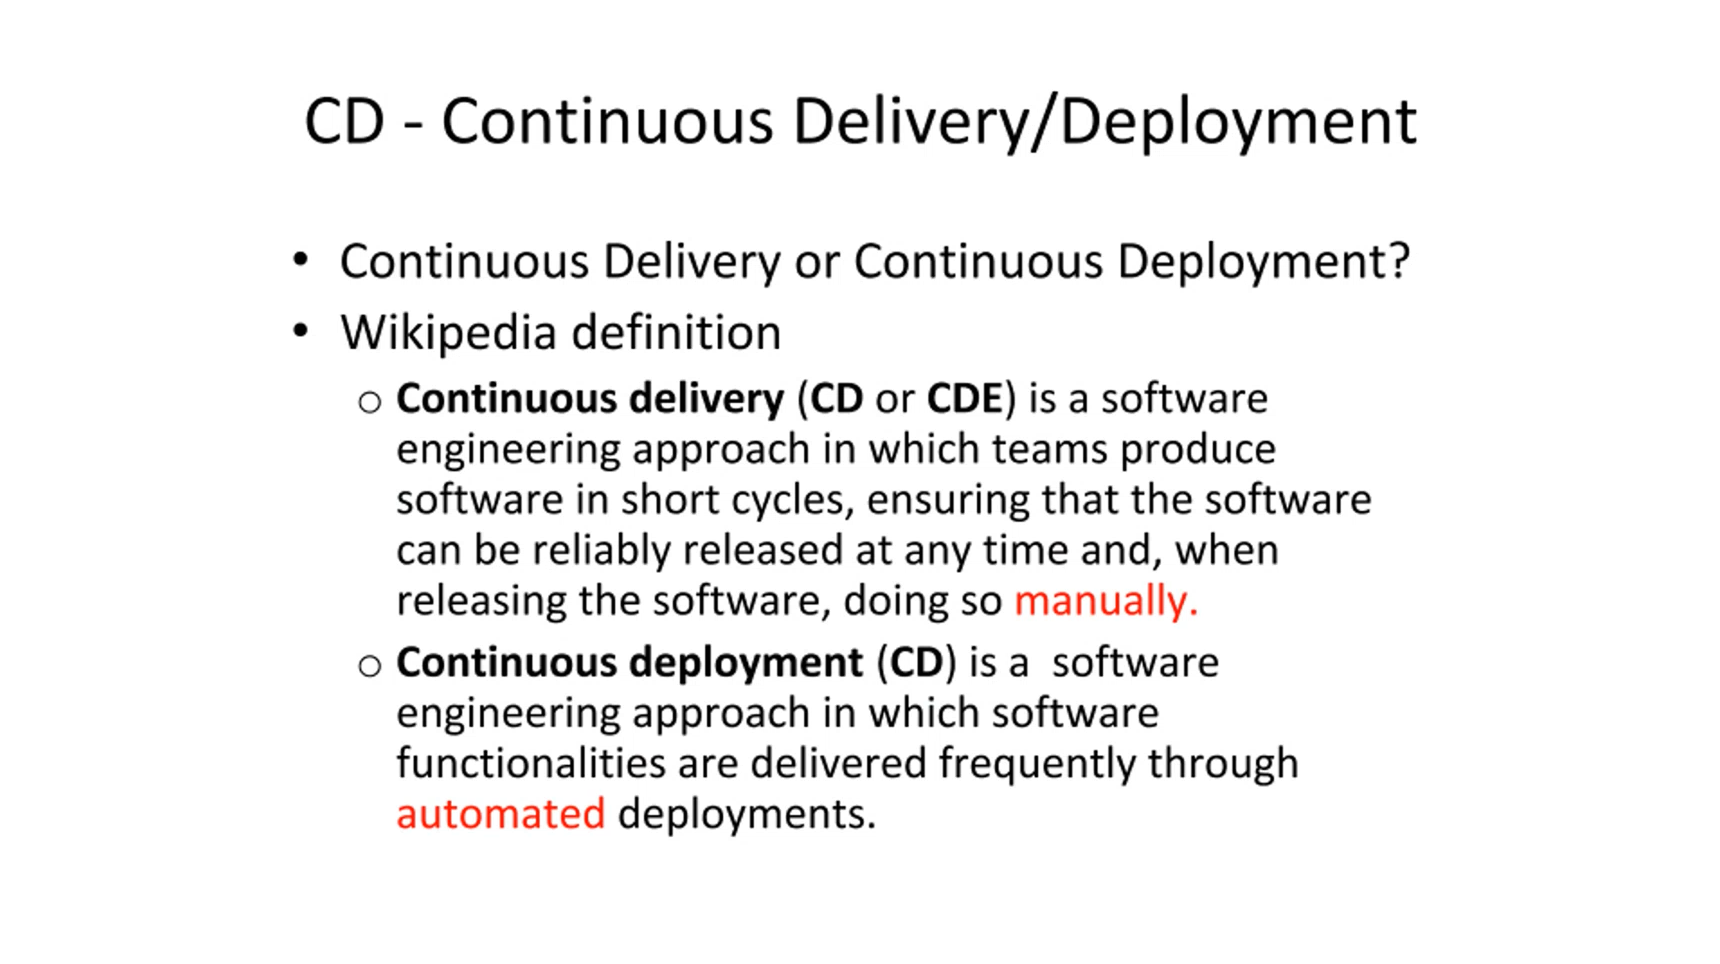 CD - Continuous Delivery/Deployment
• Continuous Delivery or Continuous Deployment?
• Wikipedia definition
o Continuous delivery (CD or CDE) is a software
engineering approach in which teams produce
software in short cycles, ensuring that the software
can be reliably released at any time and, when
releasing the software, doing so manually.
o Continuous deployment (CD) is a  software
engineering approach in which software
functionalities are delivered frequently through
automated deployments.